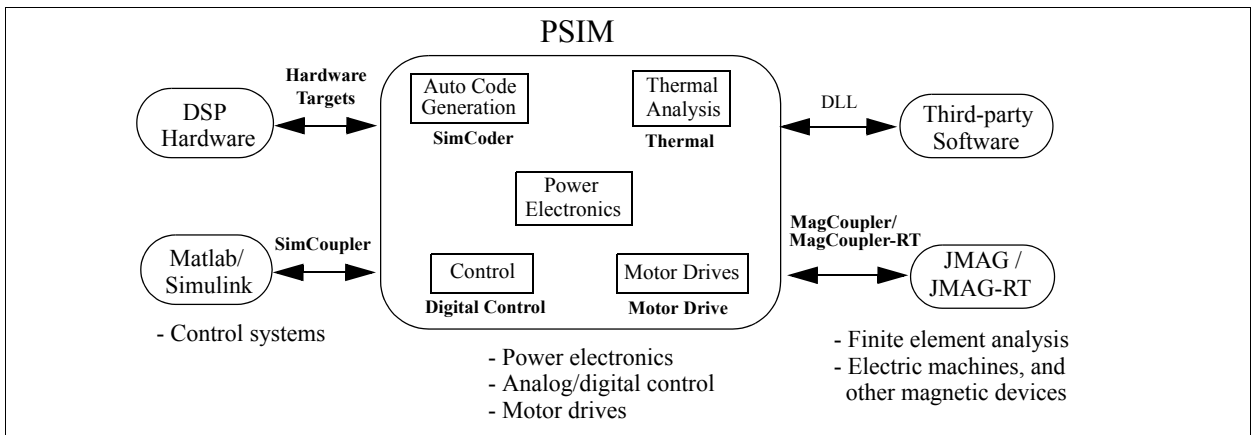 PSIM
Hardware
Targets
DSP
Hardware
Auto Code
Generation
SimCoder
Thermal
Analysis
Thermal
DLL
Third-party
Software
Power
Electronics
SimCoupler
Matlab/
Simulink
- Control systems
Control
Digital Control
Motor Drives
Motor Drive
MagCoupler/
MagCoupler-RT
JMAG /
JMAG-RT
- Power electronics
- Analog/digital control
- Motor drives
- Finite element analysis
- Electric machines, and
other magnetic devices